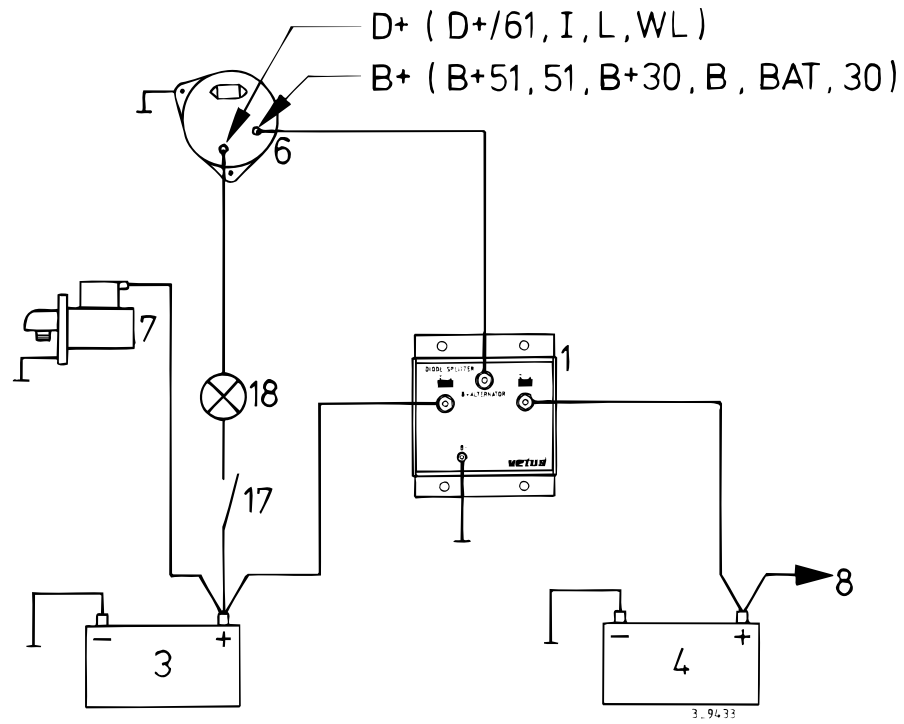 D+ ( D+/61, I, L, WL )
B+ ( B+51, 51, B+30, B, BAT, 30)
6
7
1
DIODE SPLITTER
B+ALTERNATOR
18
vetus
17
8
- +
3
- +
4
3.9433